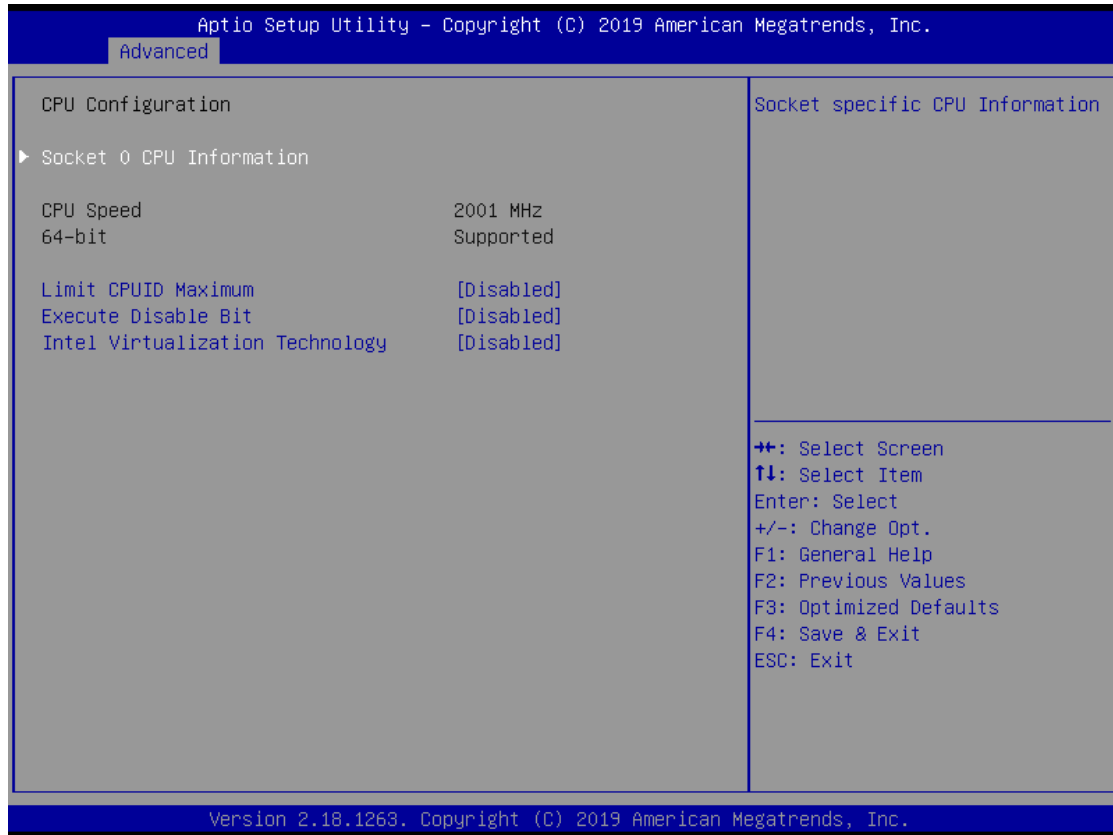 Aptio Setup Utility – Copyright (C) 2019 American Megatrends, Inc.
Advanced
CPU Configuration
Socket 0 CPU Information
CPU Speed 2001 MHz
64-bit Supported
Limit CPUID Maximum [Disabled]
Execute Disable Bit [Disabled]
Intel Virtualization Technology [Disabled]
Socket specific CPU Information
→←: Select Screen
↑↓: Select Item
Enter: Select
+/-: Change Opt.
F1: General Help
F2: Previous Values
F3: Optimized Defaults
F4: Save & Exit
ESC: Exit
Version 2.18.1263. Copyright (C) 2019 American Megatrends, Inc.